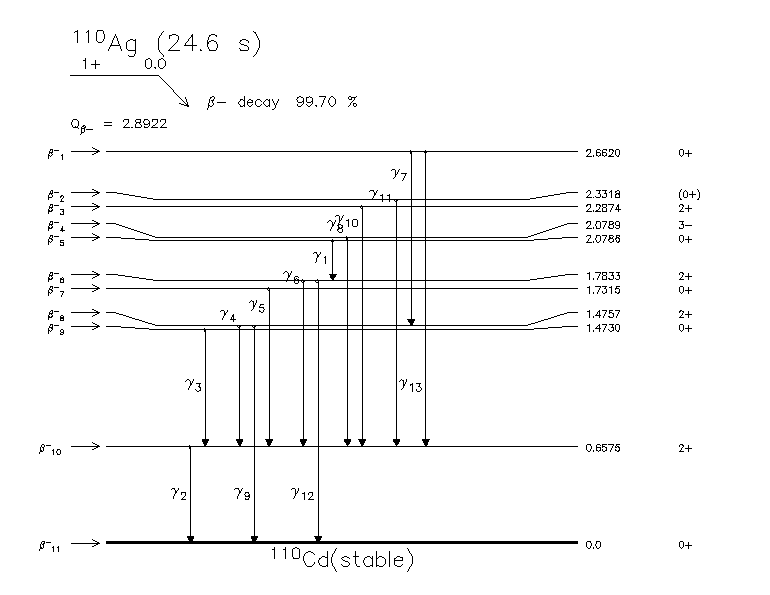 110Ag (24.6 s)
1+ 0.0
β− decay 99.70 %
Qβ− = 2.8922
β−1 2.6620 0+
γ7
β−2 γ11 2.3318 (0+)
β−3 2.2874 2+
β−4 γ8 γ10 2.0789 3−
β−5 2.0786 0+
γ1
β−6 γ6 1.7833 2+
β−7 1.7315 0+
γ5
β−8 γ4 1.4757 2+
β−9 1.4730 0+
γ3 γ13
β−10 0.6575 2+
γ2 γ9 γ12
β−11 0.0 0+
110Cd(stable)